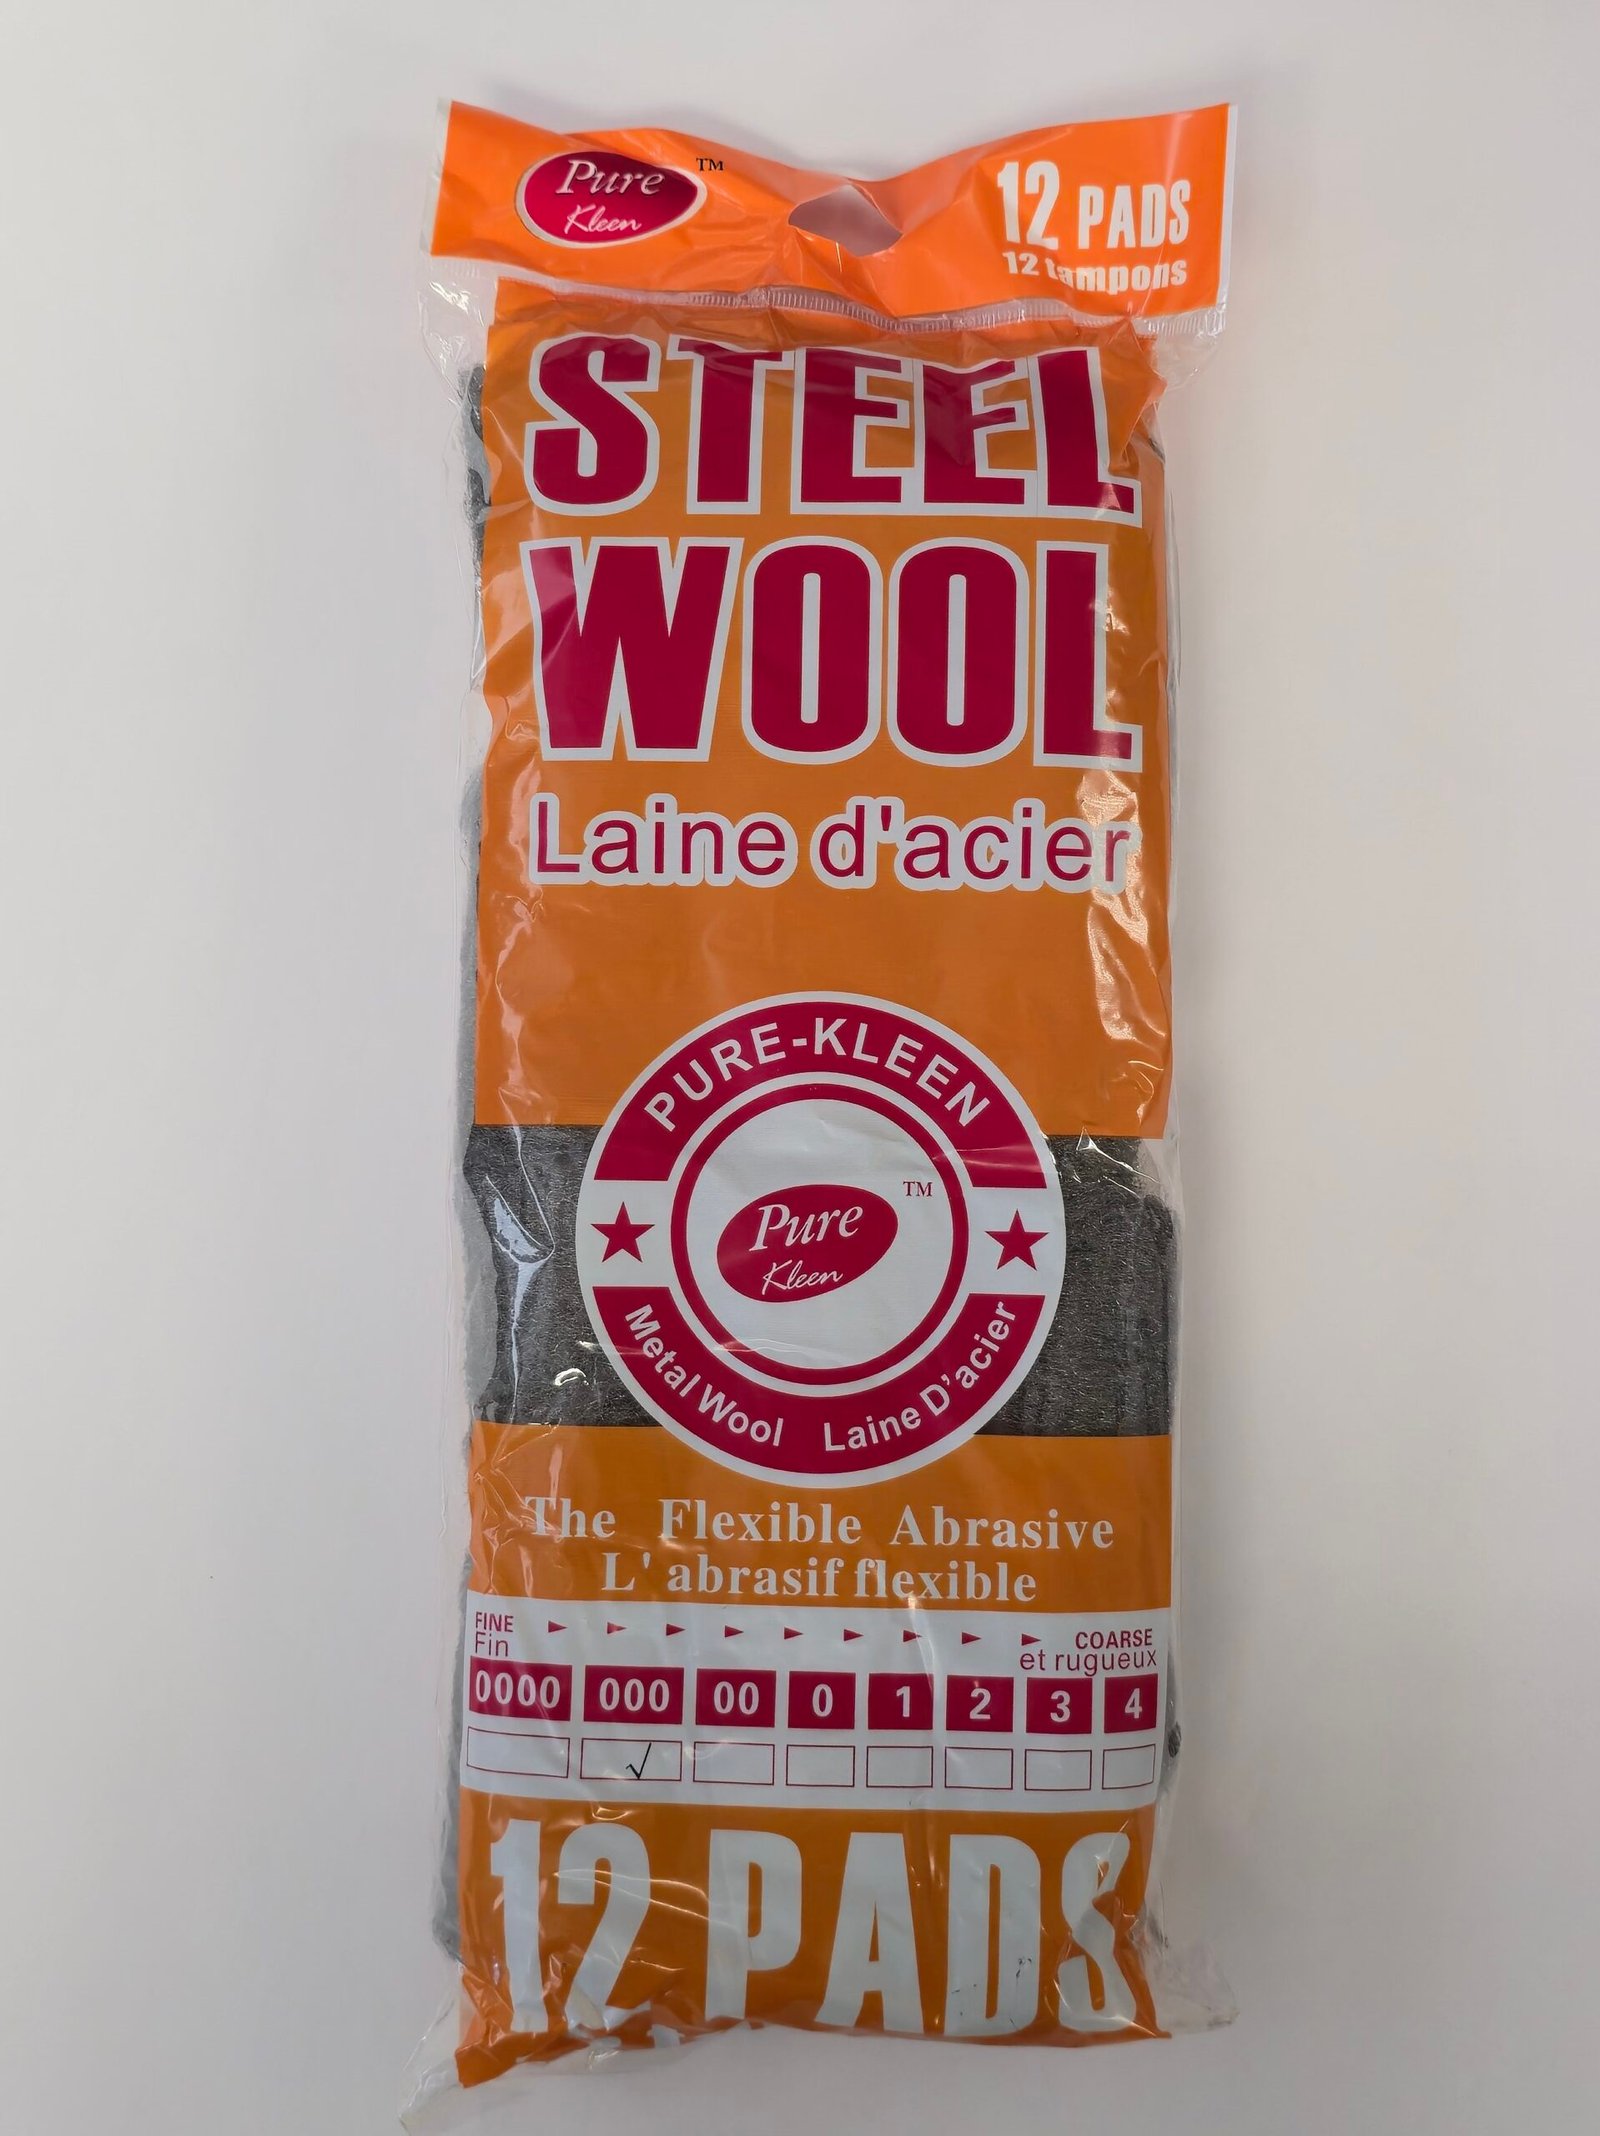 Pure TM
Kleen
12 PADS
12 tampons
STEEL
WOOL
Laine d'acier
PURE-KLEEN
Pure TM
Kleen
Metal Wool Laine D'acier
The Flexible Abrasive
L'abrasif flexible
FINE COARSE
Fin et rugueux
0000 000 00 0 1 2 3 4
√
12 PADS